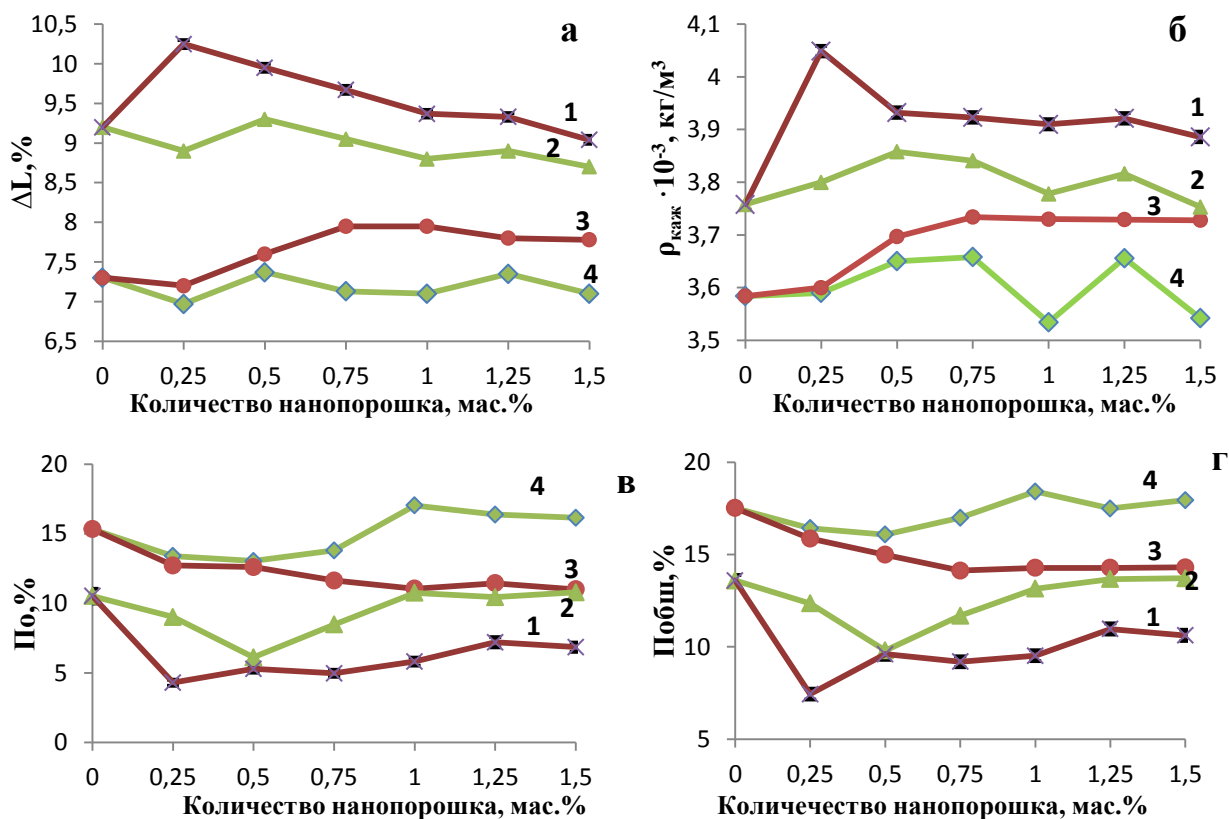 а
ΔL,%
10,5
10
9,5
9
8,5
8
7,5
7
6,5
1
2
3
4
0 0,25 0,5 0,75 1 1,25 1,5
Количество нанопорошка, мас.%
б
ρкаж ·10⁻³, кг/м³
4,1
4
3,9
3,8
3,7
3,6
3,5
1
2
3
4
0 0,25 0,5 0,75 1 1,25 1,5
Количество нанопорошка, мас.%
в
По,%
20
15
10
5
0
4
3
2
1
0 0,25 0,5 0,75 1 1,25 1,5
Количество нанопорошка, мас.%
г
Побщ,%
20
15
10
5
4
3
2
1
0 0,25 0,5 0,75 1 1,25 1,5
Количечество нанопорошка, мас.%